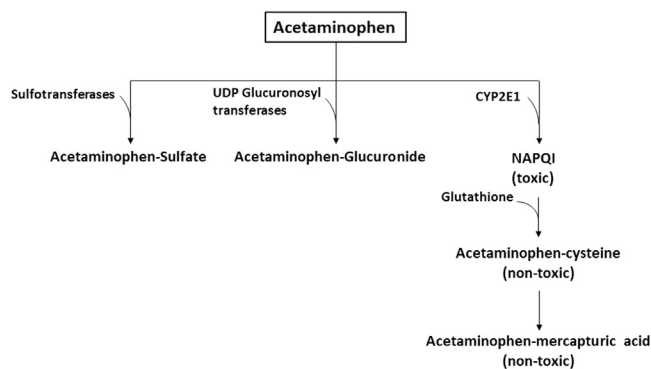 Acetaminophen
Sulfotransferases
UDP Glucuronosyl
transferases
CYP2E1
Acetaminophen-Sulfate
Acetaminophen-Glucuronide
NAPQI
(toxic)
Glutathione
Acetaminophen-cysteine
(non-toxic)
Acetaminophen-mercapturic acid
(non-toxic)